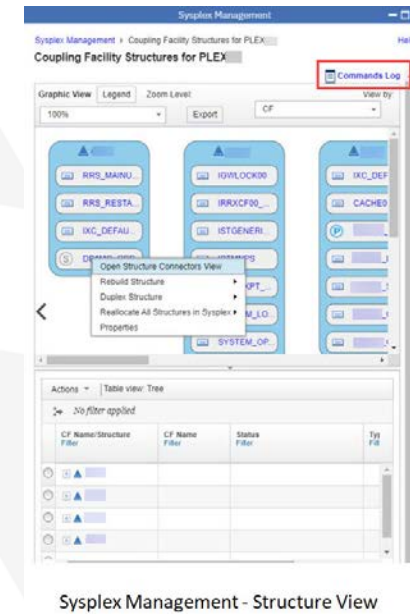 Sysplex Management
Sysplex Management › Coupling Facility Structures for PLEX
Hel
Coupling Facility Structures for PLEX
Commands Log
Graphic View Legend Zoom Level: View by:
100% Export CF
RRS_MAINU... IGWLOCK00 IXC_DEF
RRS_RESTA... IRRXCF00_... CACHE0
IXC_DEFAU... ISTGENERI... P
S
Open Structure Connectors View
Rebuild Structure
Duplex Structure
Reallocate All Structures in Sysplex
Properties
SYSTEM_OP...
Actions Table view: Tree
No filter applied
CF Name/Structure CF Name Status Typ
Filter Filter Filter Filt
Sysplex Management - Structure View